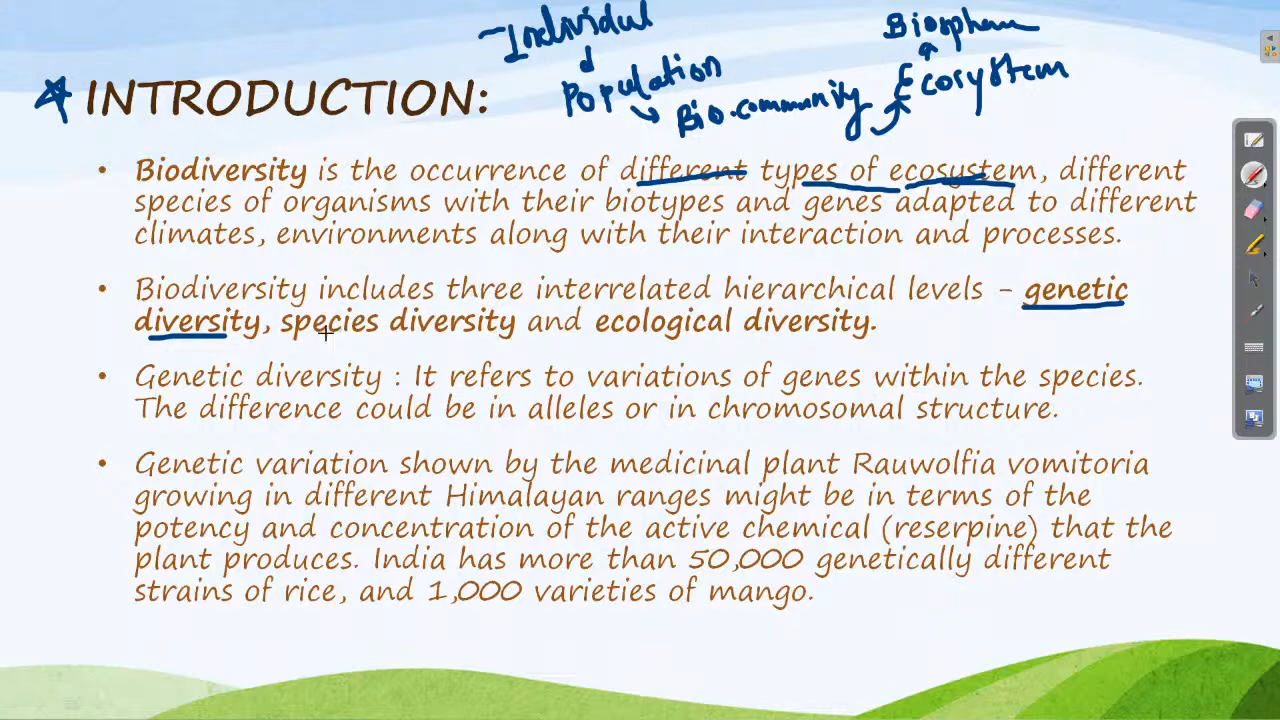 Individual
Population
Bio.community
Ecosystem
Biosphere
INTRODUCTION:
• Biodiversity is the occurrence of different types of ecosystem, different
species of organisms with their biotypes and genes adapted to different
climates, environments along with their interaction and processes.
• Biodiversity includes three interrelated hierarchical levels - genetic
diversity, species diversity and ecological diversity.
• Genetic diversity : It refers to variations of genes within the species.
The difference could be in alleles or in chromosomal structure.
• Genetic variation shown by the medicinal plant Rauwolfia vomitoria
growing in different Himalayan ranges might be in terms of the
potency and concentration of the active chemical (reserpine) that the
plant produces. India has more than 50,000 genetically different
strains of rice, and 1,000 varieties of mango.